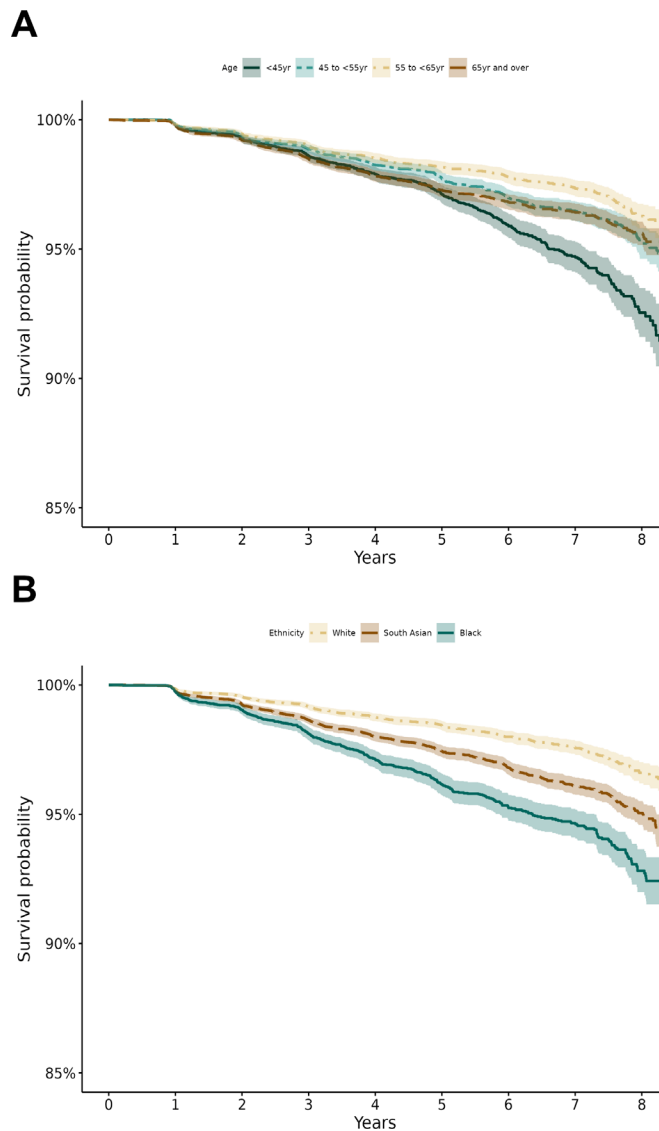 A
Age <45yr 45 to <55yr 55 to <65yr 65yr and over
100%
95%
90%
85%
Survival probability
0 1 2 3 4 5 6 7 8
Years
B
Ethnicity White South Asian Black
100%
95%
90%
85%
Survival probability
0 1 2 3 4 5 6 7 8
Years